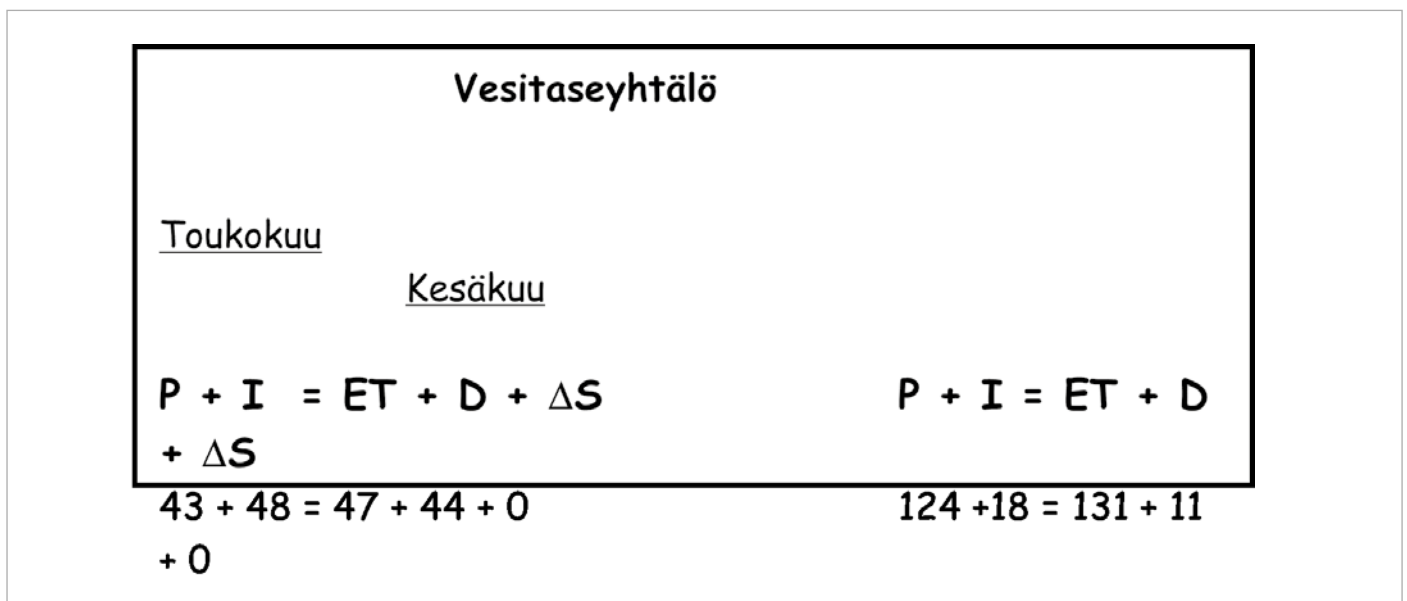 Vesitaseyhtälö
Toukokuu
Kesäkuu
P + I = ET + D + ΔS P + I = ET + D
+ ΔS
43 + 48 = 47 + 44 + 0 124 +18 = 131 + 11
+ 0